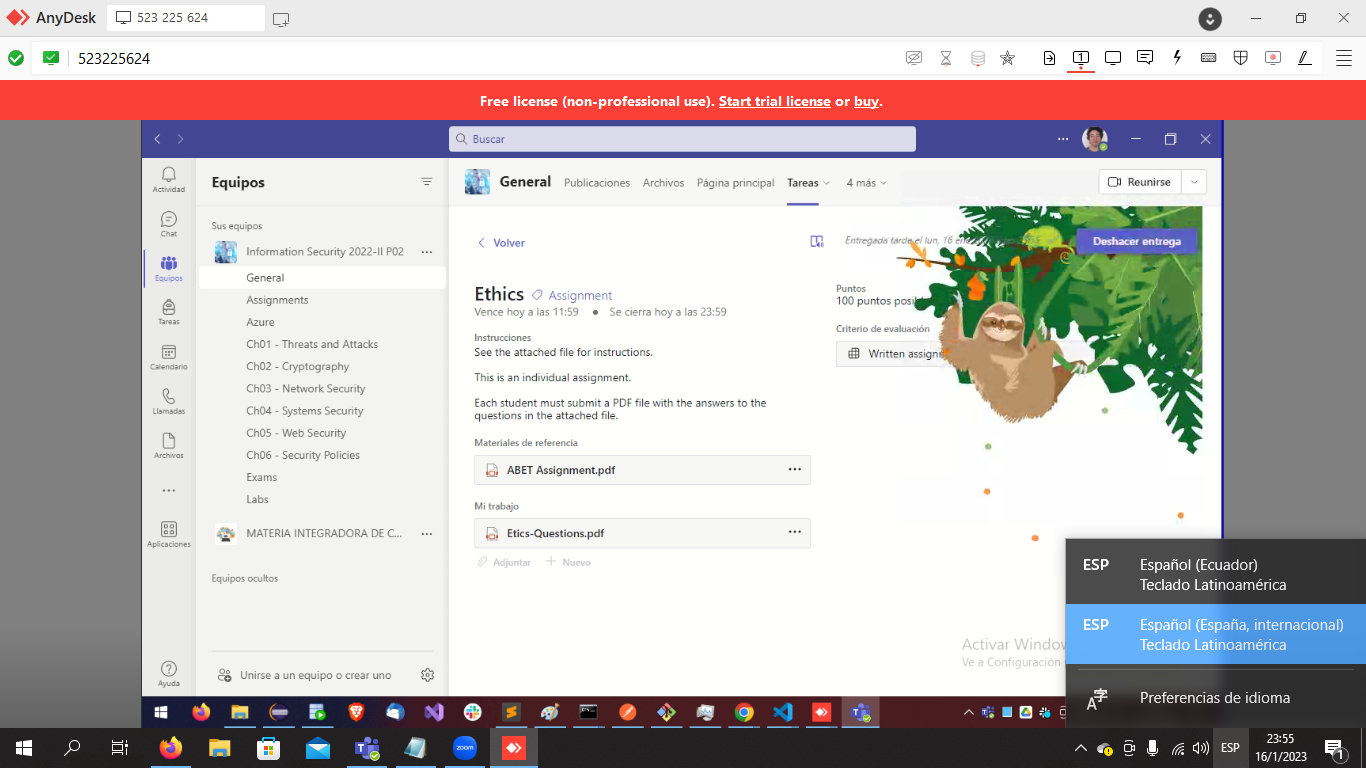 AnyDesk
523 225 624
523225624
1
Free license (non-professional use). Start trial license or buy.
Buscar
Actividad
Chat
Equipos
Tareas
Calendario
Llamadas
Archivos
Aplicaciones
Ayuda
Equipos
Sus equipos
Information Security 2022-II P02
General
Assignments
Azure
Ch01 - Threats and Attacks
Ch02 - Cryptography
Ch03 - Network Security
Ch04 - Systems Security
Ch05 - Web Security
Ch06 - Security Policies
Exams
Labs
MATERIA INTEGRADORA DE C...
Equipos ocultos
Unirse a un equipo o crear uno
General
Publicaciones
Archivos
Página principal
Tareas
4 más
Reunirse
Volver
Entregada tarde el lun, 16
Deshacer entrega
Ethics
Assignment
Vence hoy a las 11:59 • Se cierra hoy a las 23:59
Instrucciones
See the attached file for instructions.
This is an individual assignment.
Each student must submit a PDF file with the answers to the
questions in the attached file.
Materiales de referencia
ABET Assignment.pdf
Mi trabajo
Etics-Questions.pdf
Adjuntar
Nuevo
Puntos
100 puntos
Criterio de evaluación
Written
Activar
Ve a Configuración
ESP
Español (Ecuador)
Teclado Latinoamérica
ESP
Español (España, internacional)
Teclado Latinoamérica
Preferencias de idioma
zoom
ESP
23:55
16/1/2023
1